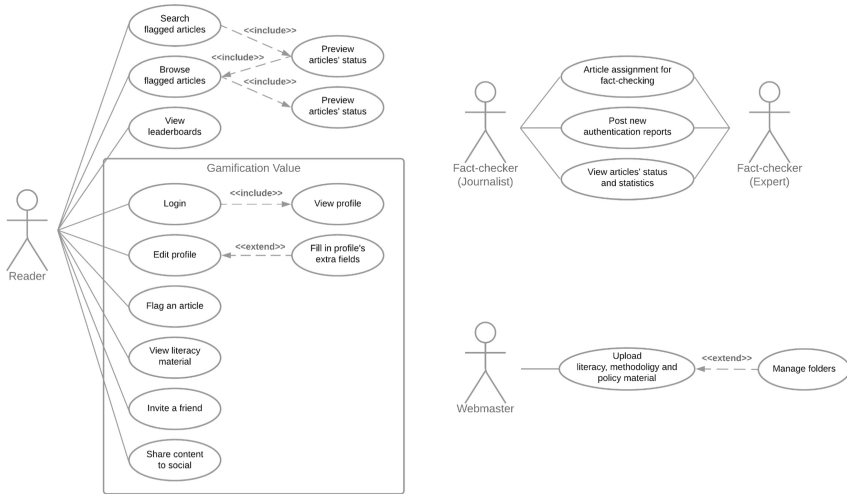 Search
flagged articles
<<include>>
Preview
articles' status
<<include>>
Browse
flagged articles
<<include>>
Preview
articles' status
View
leaderboards
Gamification Value
Login
<<include>>
View profile
Edit profile
<<extend>>
Fill in profile's
extra fields
Flag an article
View literacy
material
Invite a friend
Share content
to social
Reader
Article assignment for
fact-checking
Post new
authentication reports
View articles' status
and statistics
Fact-checker
(Journalist)
Fact-checker
(Expert)
Upload
literacy, methodoligy and
policy material
<<extend>>
Manage folders
Webmaster